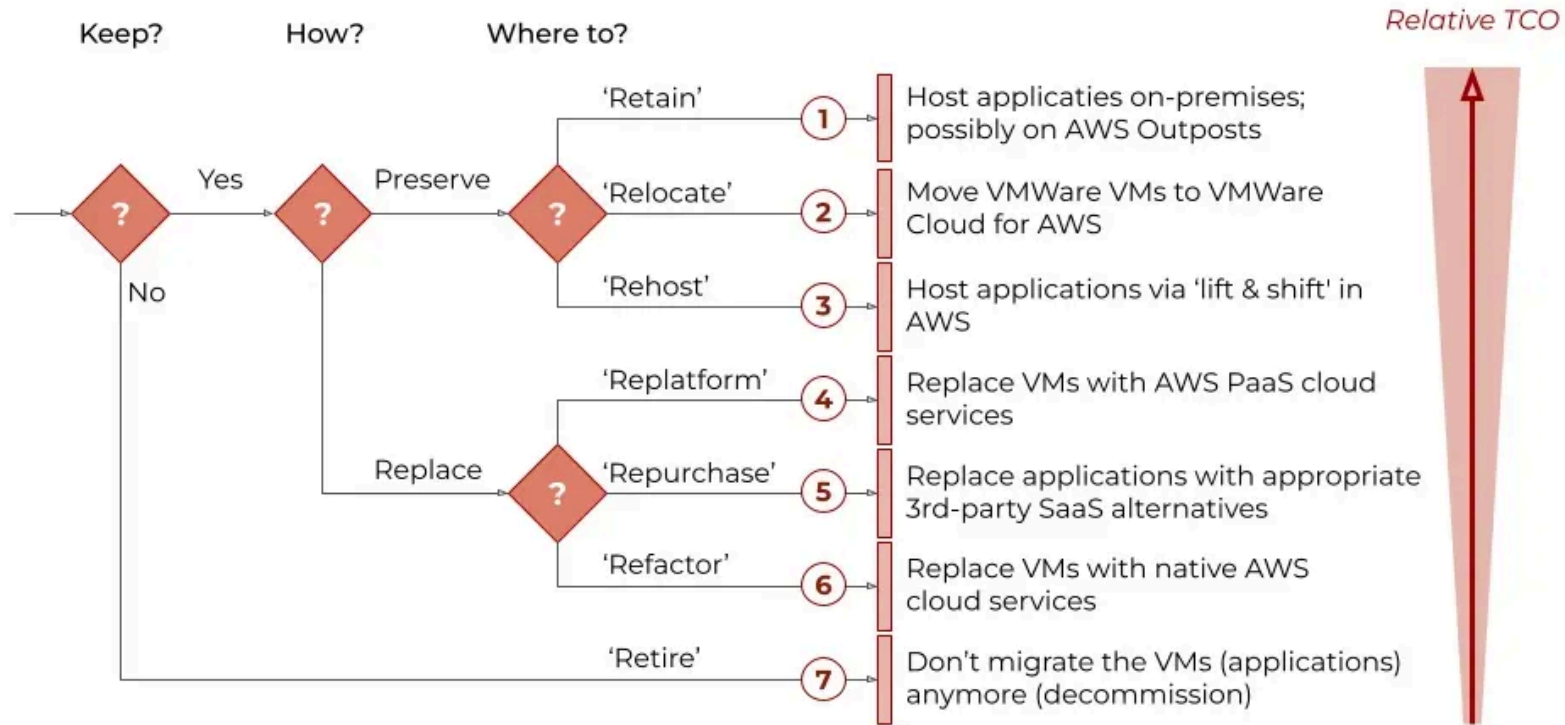 Keep?
How?
Where to?
Relative TCO
‘Retain’
1
Host applicaties on-premises;
possibly on AWS Outposts
?
Yes
?
Preserve
?
‘Relocate’
2
Move VMWare VMs to VMWare
Cloud for AWS
No
‘Rehost’
3
Host applications via ‘lift & shift' in
AWS
‘Replatform’
4
Replace VMs with AWS PaaS cloud
services
Replace
?
‘Repurchase’
5
Replace applications with appropriate
3rd-party SaaS alternatives
‘Refactor’
6
Replace VMs with native AWS
cloud services
‘Retire’
7
Don’t migrate the VMs (applications)
anymore (decommission)